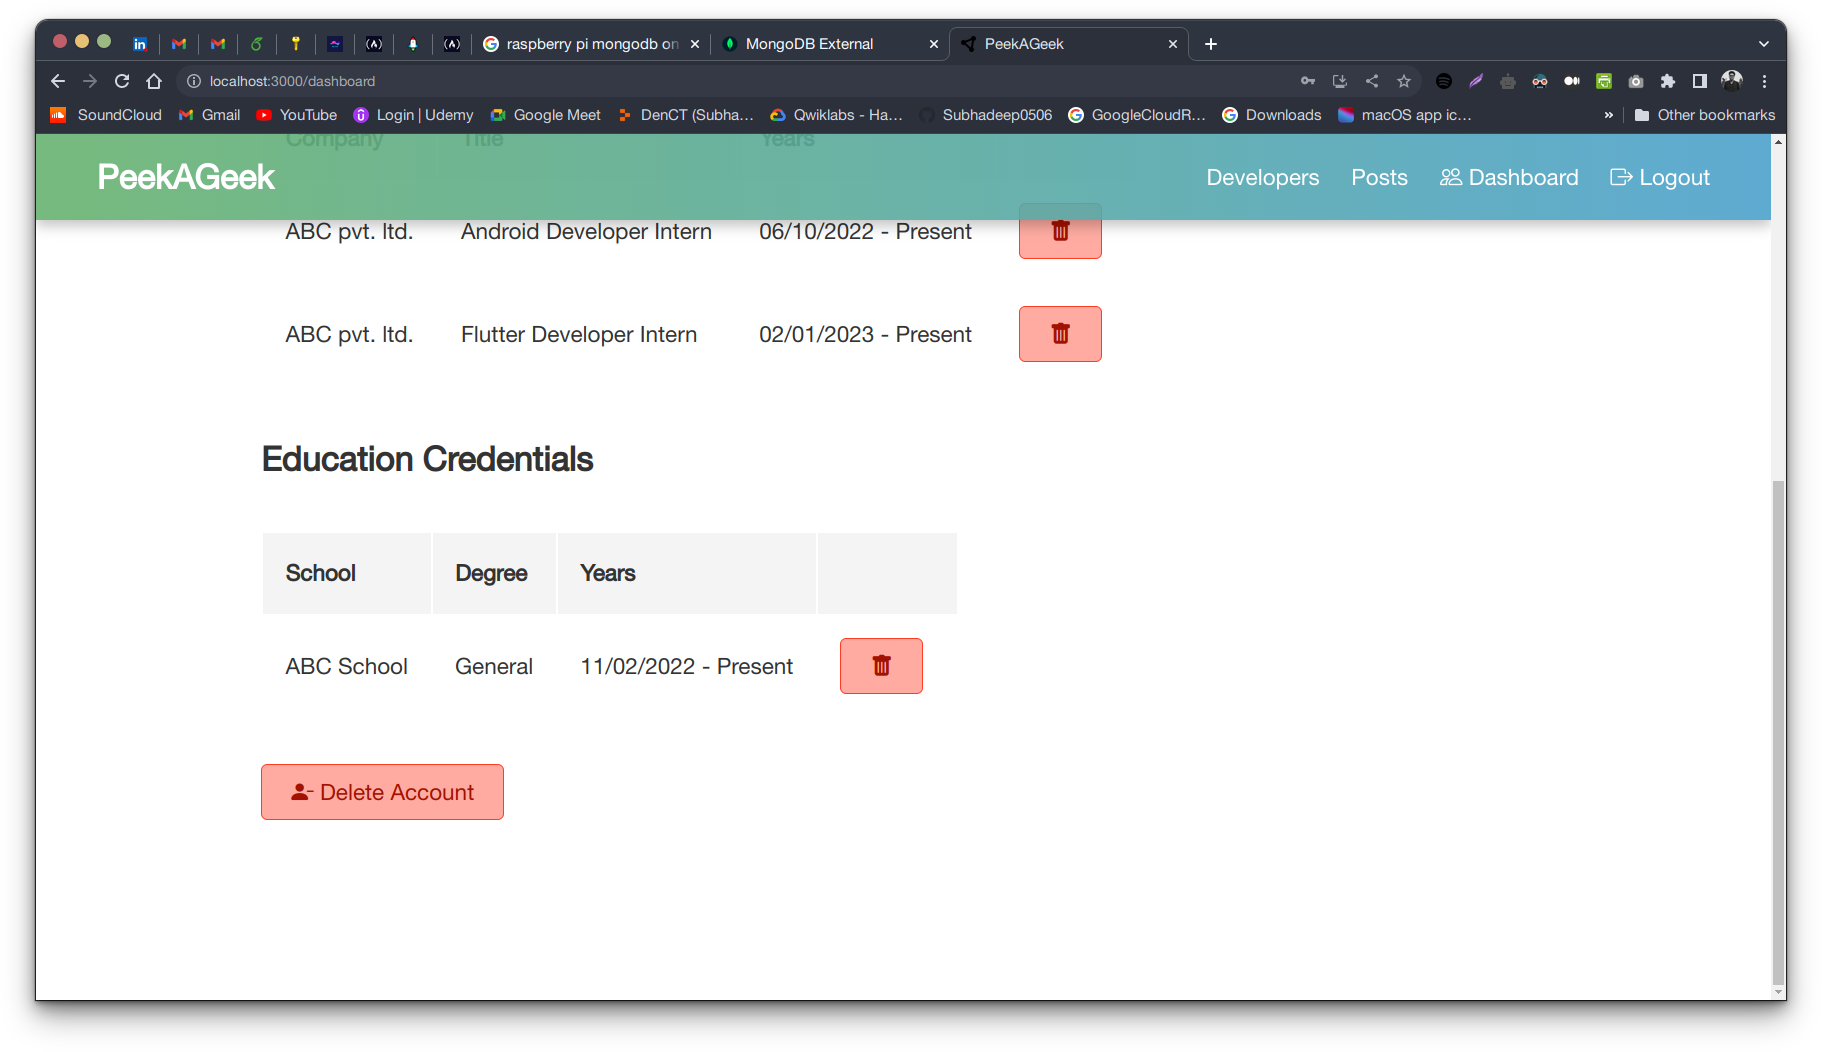 raspberry pi mongodb on
MongoDB External
PeekAGeek
localhost:3000/dashboard
SoundCloud
Gmail
YouTube
Login | Udemy
Google Meet
DenCT (Subha...
Qwiklabs - Ha...
Subhadeep0506
GoogleCloudR...
Downloads
macOS app ic...
»
Other bookmarks
Company Title Years
PeekAGeek
Developers
Posts
Dashboard
Logout
ABC pvt. ltd. Android Developer Intern 06/10/2022 - Present
ABC pvt. ltd. Flutter Developer Intern 02/01/2023 - Present
Education Credentials
School Degree Years
ABC School General 11/02/2022 - Present
Delete Account